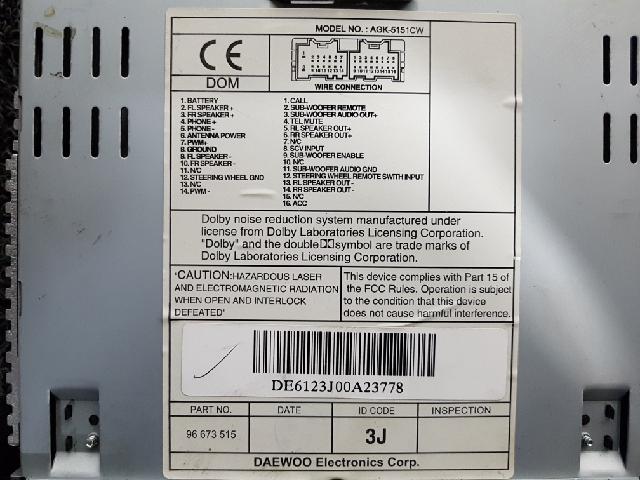 MODEL NO. : AGK-5151CW
CE
DOM
WIRE CONNECTION
1. BATTERY
2. FL SPEAKER +
3. FR SPEAKER +
4. PHONE +
5. PHONE -
6. ANTENNA POWER
7. PWM+
8. GROUND
9. FL SPEAKER -
10. FR SPEAKER -
11. N/C
12. STEERING WHEEL GND
13. N/C
14. PWM -
1. CALL
2. SUB-WOOFER REMOTE
3. SUB-WOOFER AUDIO OUT+
4. TEL MUTE
5. RL SPEAKER OUT+
6. RR SPEAKER OUT+
7. N/C
8. SCV INPUT
9. SUB-WOOFER ENABLE
10. N/C
11. SUB-WOOFER AUDIO GND
12. STEERING WHEEL REMOTE SWITH INPUT
13. RL SPEAKER OUT -
14. RR SPEAKER OUT -
15. N/C
16. ACC
Dolby noise reduction system manufactured under
license from Dolby Laboratories Licensing Corporation.
"Dolby" and the double symbol are trade marks of
Dolby Laboratories Licensing Corporation.
'CAUTION:HAZARDOUS LASER
AND ELECTROMAGNETIC RADIATION
WHEN OPEN AND INTERLOCK
DEFEATED'
This device complies with Part 15 of
the FCC Rules. Operation is subject
to the condition that this device
does not cause harmful interference.
DE6123J00A23778
PART NO. DATE ID CODE INSPECTION
96 673 515 3J
DAEWOO Electronics Corp.